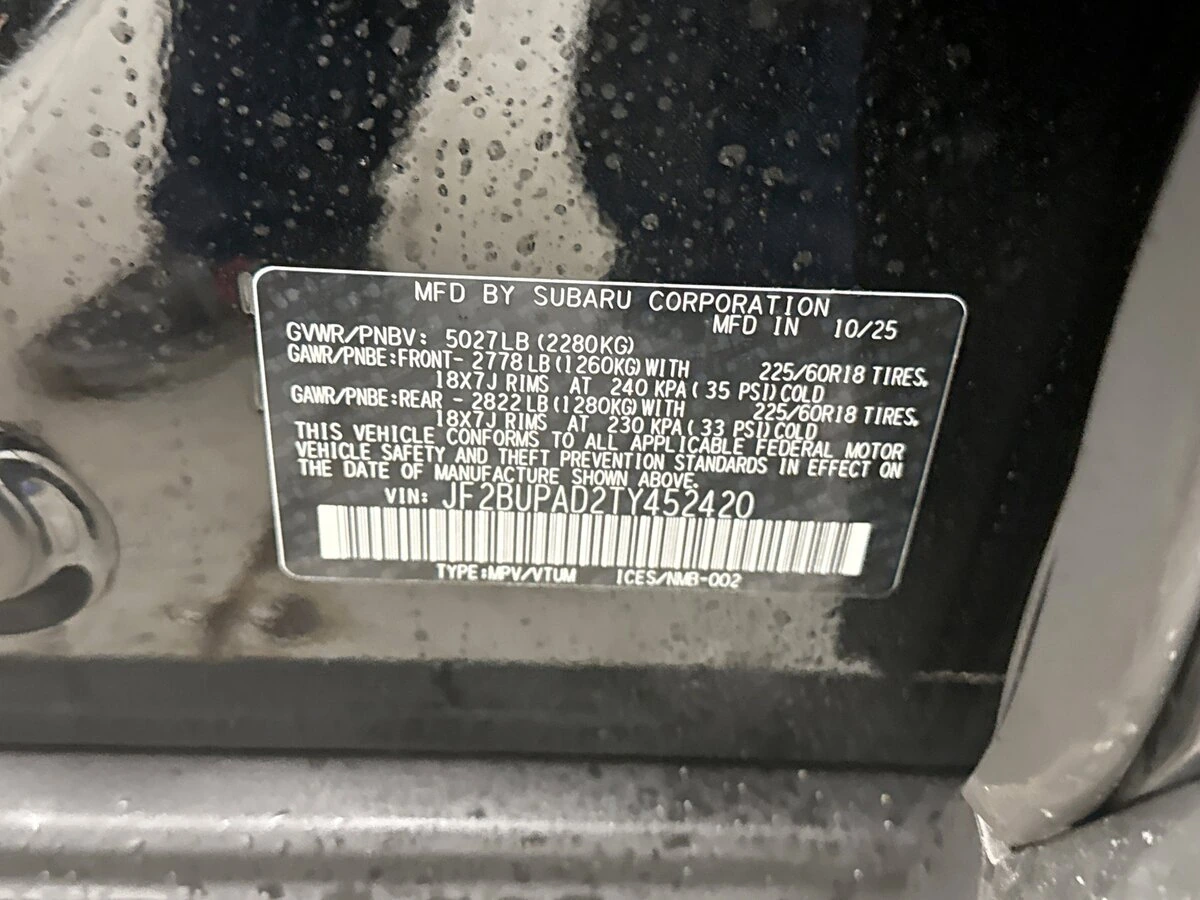 MFD BY SUBARU CORPORATION
MFD IN 10/25
GVWR/PNBV: 5027LB (2280KG)
GAWR/PNBE:FRONT- 2778 LB (1260KG) WITH 225/60R18 TIRES.
18X7J RIMS AT 240 KPA ( 35 PSI) COLD
GAWR/PNBE:REAR - 2822 LB (1280KG) WITH 225/60R18 TIRES.
18X7J RIMS AT 230 KPA ( 33 PSI) COLD
THIS VEHICLE CONFORMS TO ALL APPLICABLE FEDERAL MOTOR
VEHICLE SAFETY AND THEFT PREVENTION STANDARDS IN EFFECT ON
THE DATE OF MANUFACTURE SHOWN ABOVE.
VIN: JF2BUPAD2TY452420
TYPE:MPV/VTUM ICES/NMB-002